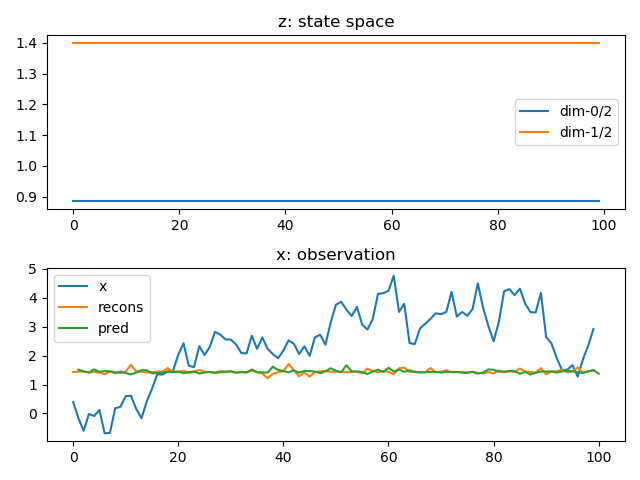 z: state space
1.4
1.3
1.2
1.1
1.0
0.9
dim-0/2
dim-1/2
0 20 40 60 80 100
x: observation
5
4
3
2
1
0
x
recons
pred
0 20 40 60 80 100